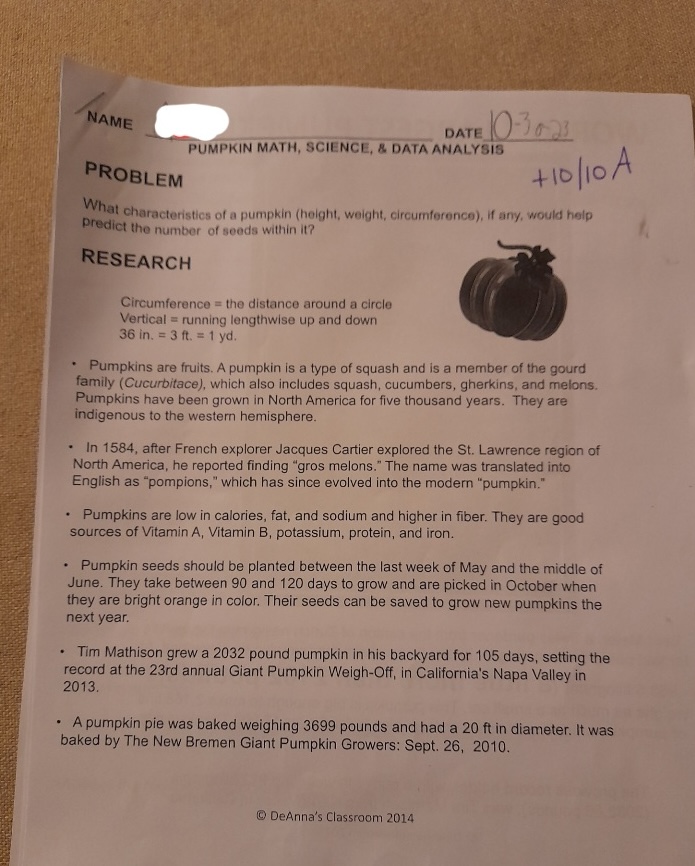 NAME DATE 10-30-23
PUMPKIN MATH, SCIENCE, & DATA ANALYSIS
+10/10 A
PROBLEM
What characteristics of a pumpkin (height, weight, circumference), if any, would help
predict the number of seeds within it?
RESEARCH
Circumference = the distance around a circle
Vertical = running lengthwise up and down
36 in. = 3 ft. = 1 yd.
• Pumpkins are fruits. A pumpkin is a type of squash and is a member of the gourd
family (Cucurbitace), which also includes squash, cucumbers, gherkins, and melons.
Pumpkins have been grown in North America for five thousand years. They are
indigenous to the western hemisphere.
• In 1584, after French explorer Jacques Cartier explored the St. Lawrence region of
North America, he reported finding "gros melons." The name was translated into
English as "pompions," which has since evolved into the modern "pumpkin."
• Pumpkins are low in calories, fat, and sodium and higher in fiber. They are good
sources of Vitamin A, Vitamin B, potassium, protein, and iron.
• Pumpkin seeds should be planted between the last week of May and the middle of
June. They take between 90 and 120 days to grow and are picked in October when
they are bright orange in color. Their seeds can be saved to grow new pumpkins the
next year.
• Tim Mathison grew a 2032 pound pumpkin in his backyard for 105 days, setting the
record at the 23rd annual Giant Pumpkin Weigh-Off, in California's Napa Valley in
2013.
• A pumpkin pie was baked weighing 3699 pounds and had a 20 ft in diameter. It was
baked by The New Bremen Giant Pumpkin Growers: Sept. 26, 2010.
© DeAnna's Classroom 2014